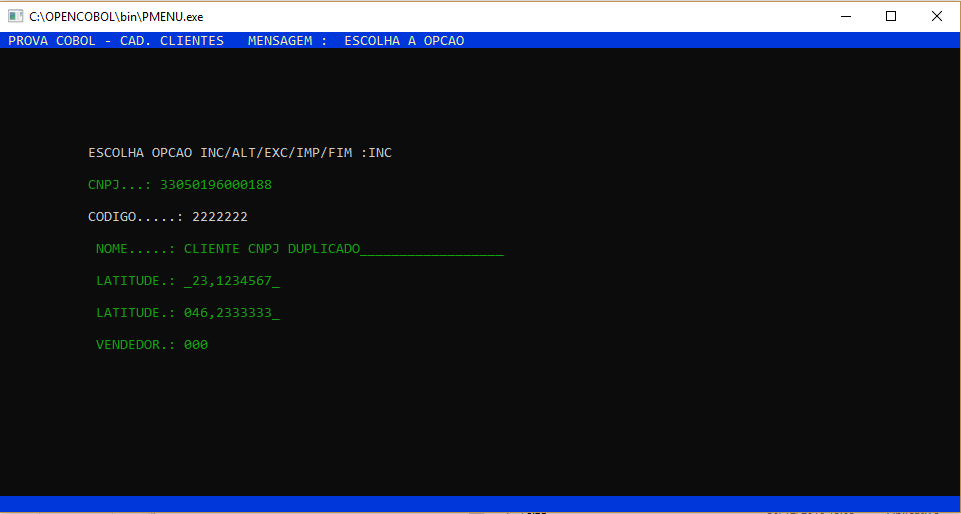 C:\OPENCOBOL\bin\PMENU.exe
PROVA COBOL - CAD. CLIENTES   MENSAGEM :  ESCOLHA A OPCAO
ESCOLHA OPCAO INC/ALT/EXC/IMP/FIM :INC
CNPJ...: 33050196000188
CODIGO.....: 2222222
NOME.....: CLIENTE CNPJ DUPLICADO__________________
LATITUDE.: _23,1234567_
LATITUDE.: 046,2333333_
VENDEDOR.: 000